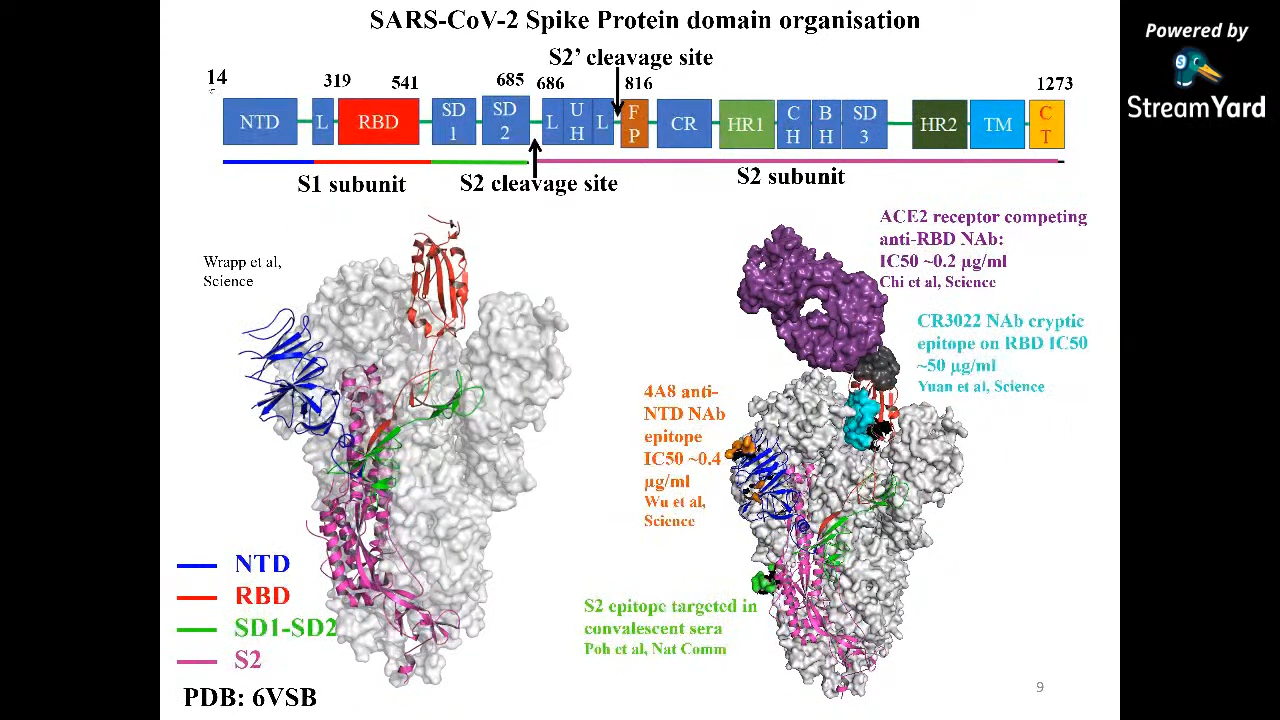 SARS-CoV-2 Spike Protein domain organisation
S2’ cleavage site
14
319
541
685
686
816
1273
NTD
L
RBD
SD
1
SD
2
L
U
H
L
F
P
CR
HR1
C
H
B
H
SD
3
HR2
TM
C
T
S1 subunit
S2 cleavage site
S2 subunit
Wrapp et al,
Science
ACE2 receptor competing
anti-RBD NAb:
IC50 ~0.2 µg/ml
Chi et al, Science
CR3022 NAb cryptic
epitope on RBD IC50
~50 µg/ml
Yuan et al, Science
4A8 anti-
NTD NAb
epitope
IC50 ~0.4
µg/ml
Wu et al,
Science
S2 epitope targeted in
convalescent sera
Poh et al, Nat Comm
NTD
RBD
SD1-SD2
S2
PDB: 6VSB
9
Powered by
S
StreamYard